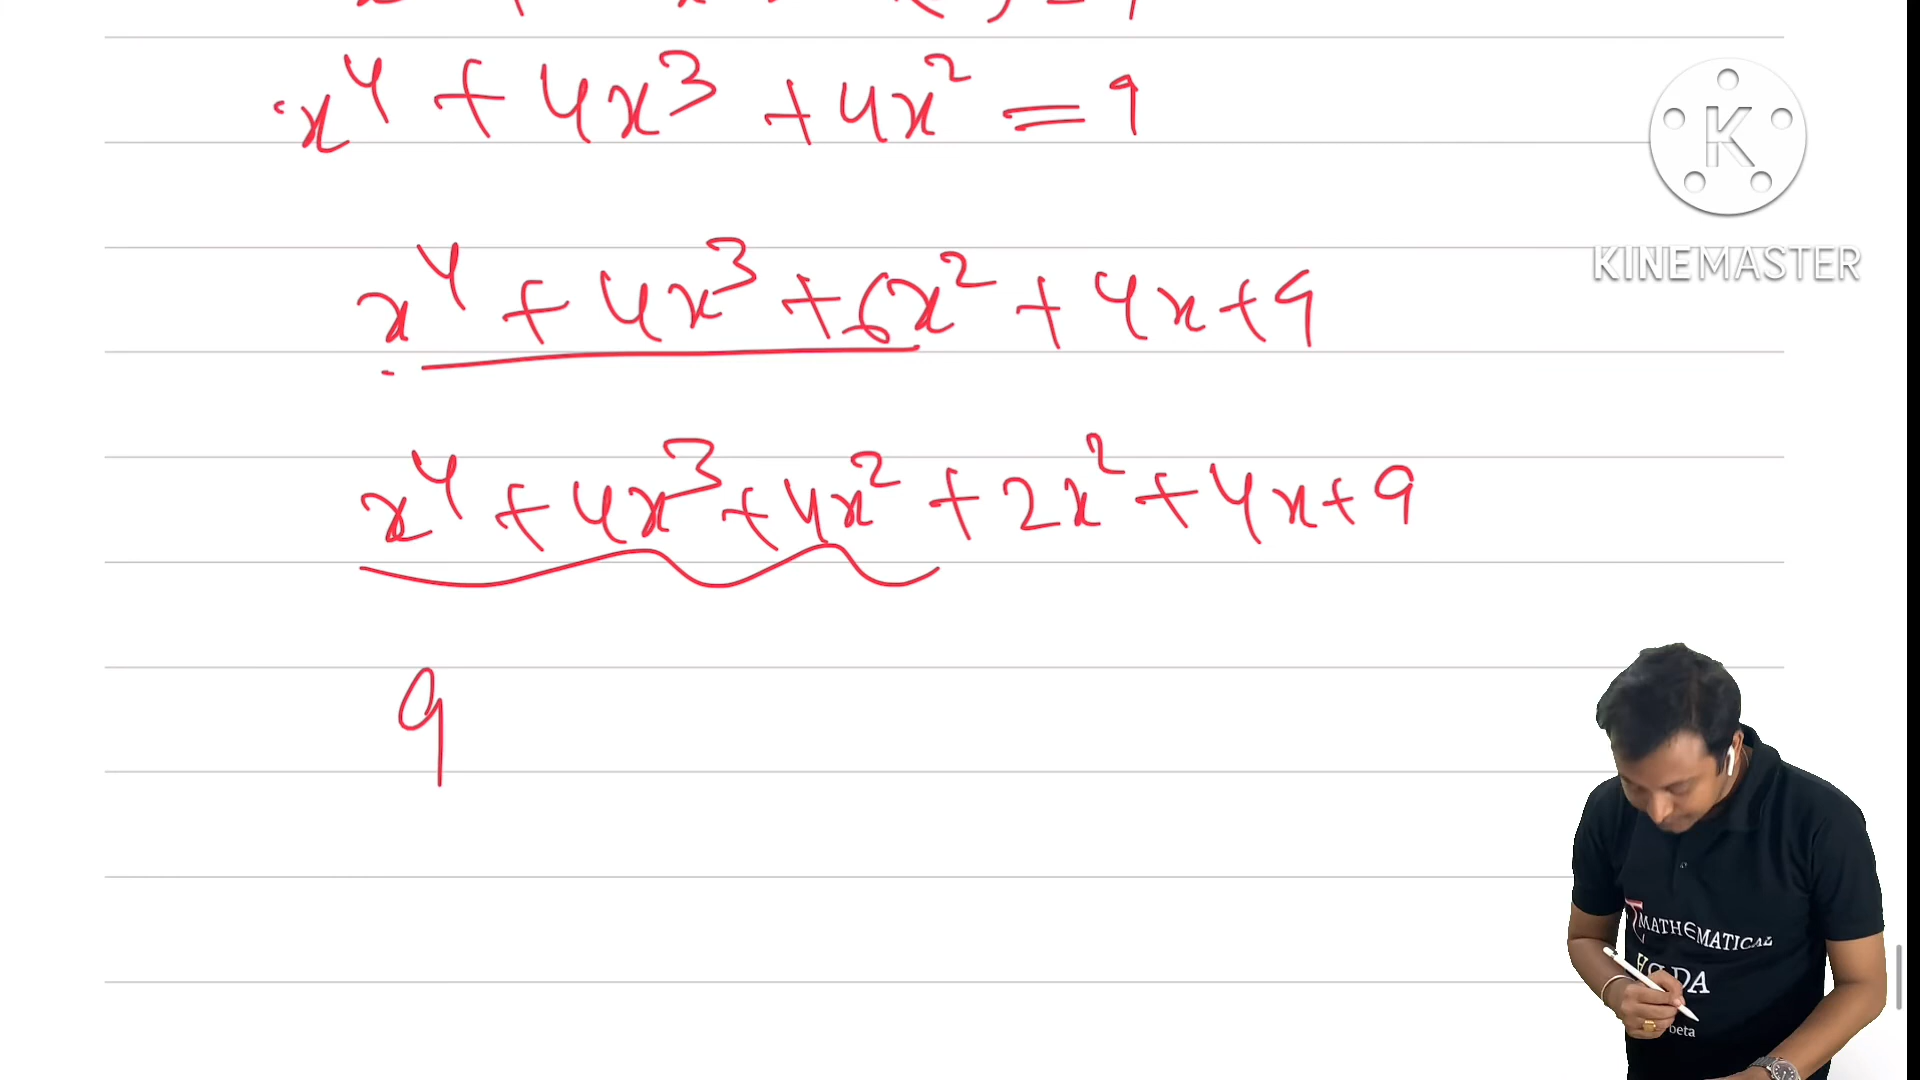 x⁴ + 4x³ + 4x² = 9
x⁴ + 4x³ + 6x² + 4x + 9
x⁴ + 4x³ + 4x² + 2x² + 4x + 9
9
K
KINEMASTER
MATHEMATICAL
beta